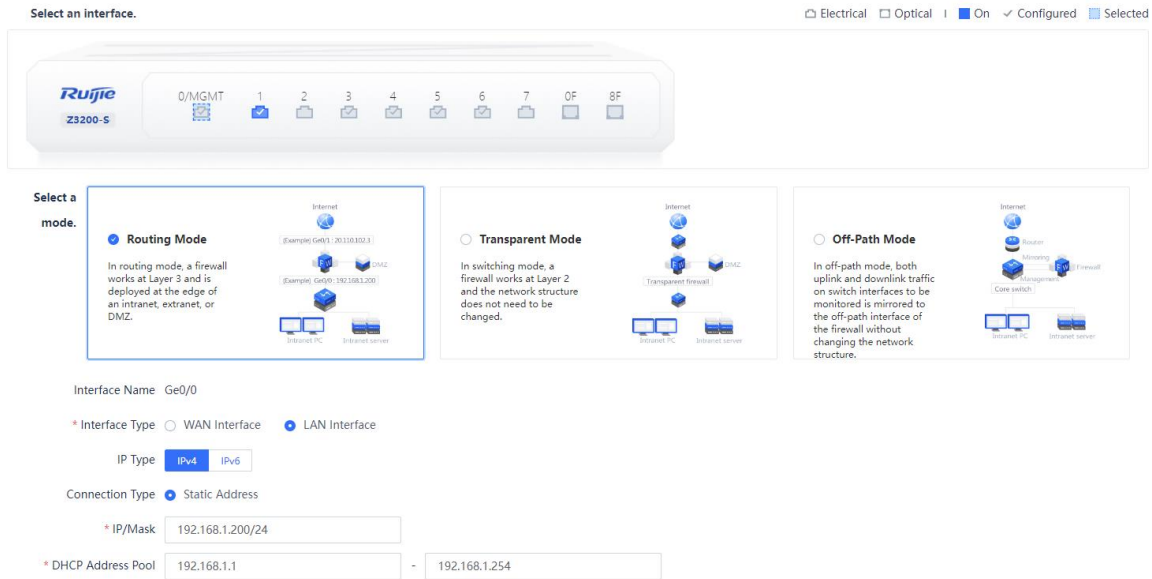 Select an interface.
Electrical Optical | On Configured Selected
Ruijie
Z3200-S
0/MGMT 1 2 3 4 5 6 7 0F 8F
Select a mode.
Routing Mode
In routing mode, a firewall
works at Layer 3 and is
deployed at the edge of
an intranet, extranet, or
DMZ.
Internet
(Example) Ge0/1 : 20.110.102.3
FW
DMZ
(Example) Ge0/0 : 192.168.1.200
Intranet PC
Intranet server
Transparent Mode
In switching mode, a
firewall works at Layer 2
and the network structure
does not need to be
changed.
Internet
FW
DMZ
Transparent firewall
Intranet PC
Intranet server
Off-Path Mode
In off-path mode, both
uplink and downlink traffic
on switch interfaces to be
monitored is mirrored to
the off-path interface of
the firewall without
changing the network
structure.
Internet
Router
Mirroring
FW
Firewall
Management
Core switch
Intranet PC
Intranet server
Interface Name Ge0/0
* Interface Type WAN Interface LAN Interface
IP Type IPv4 IPv6
Connection Type Static Address
* IP/Mask 192.168.1.200/24
* DHCP Address Pool 192.168.1.1 - 192.168.1.254